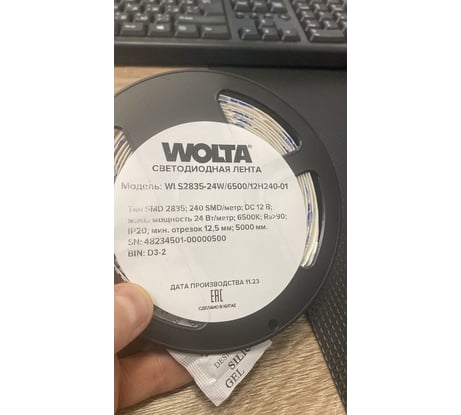 WOLTA®
СВЕТОДИОДНАЯ ЛЕНТА
Модель: WLS2835-24W/6500/12H240-01
Тип SMD 2835; 240 SMD/метр; DC 12 В;
макс. мощность 24 Вт/метр; 6500K; Ra>90;
IP20; мин. отрезок 12,5 мм; 5000 мм.
SN: 48234501-00000500
BIN: D3-2
ДАТА ПРОИЗВОДСТВА 11.23
EAC
СДЕЛАНО В КИТАЕ
SILI
GEL